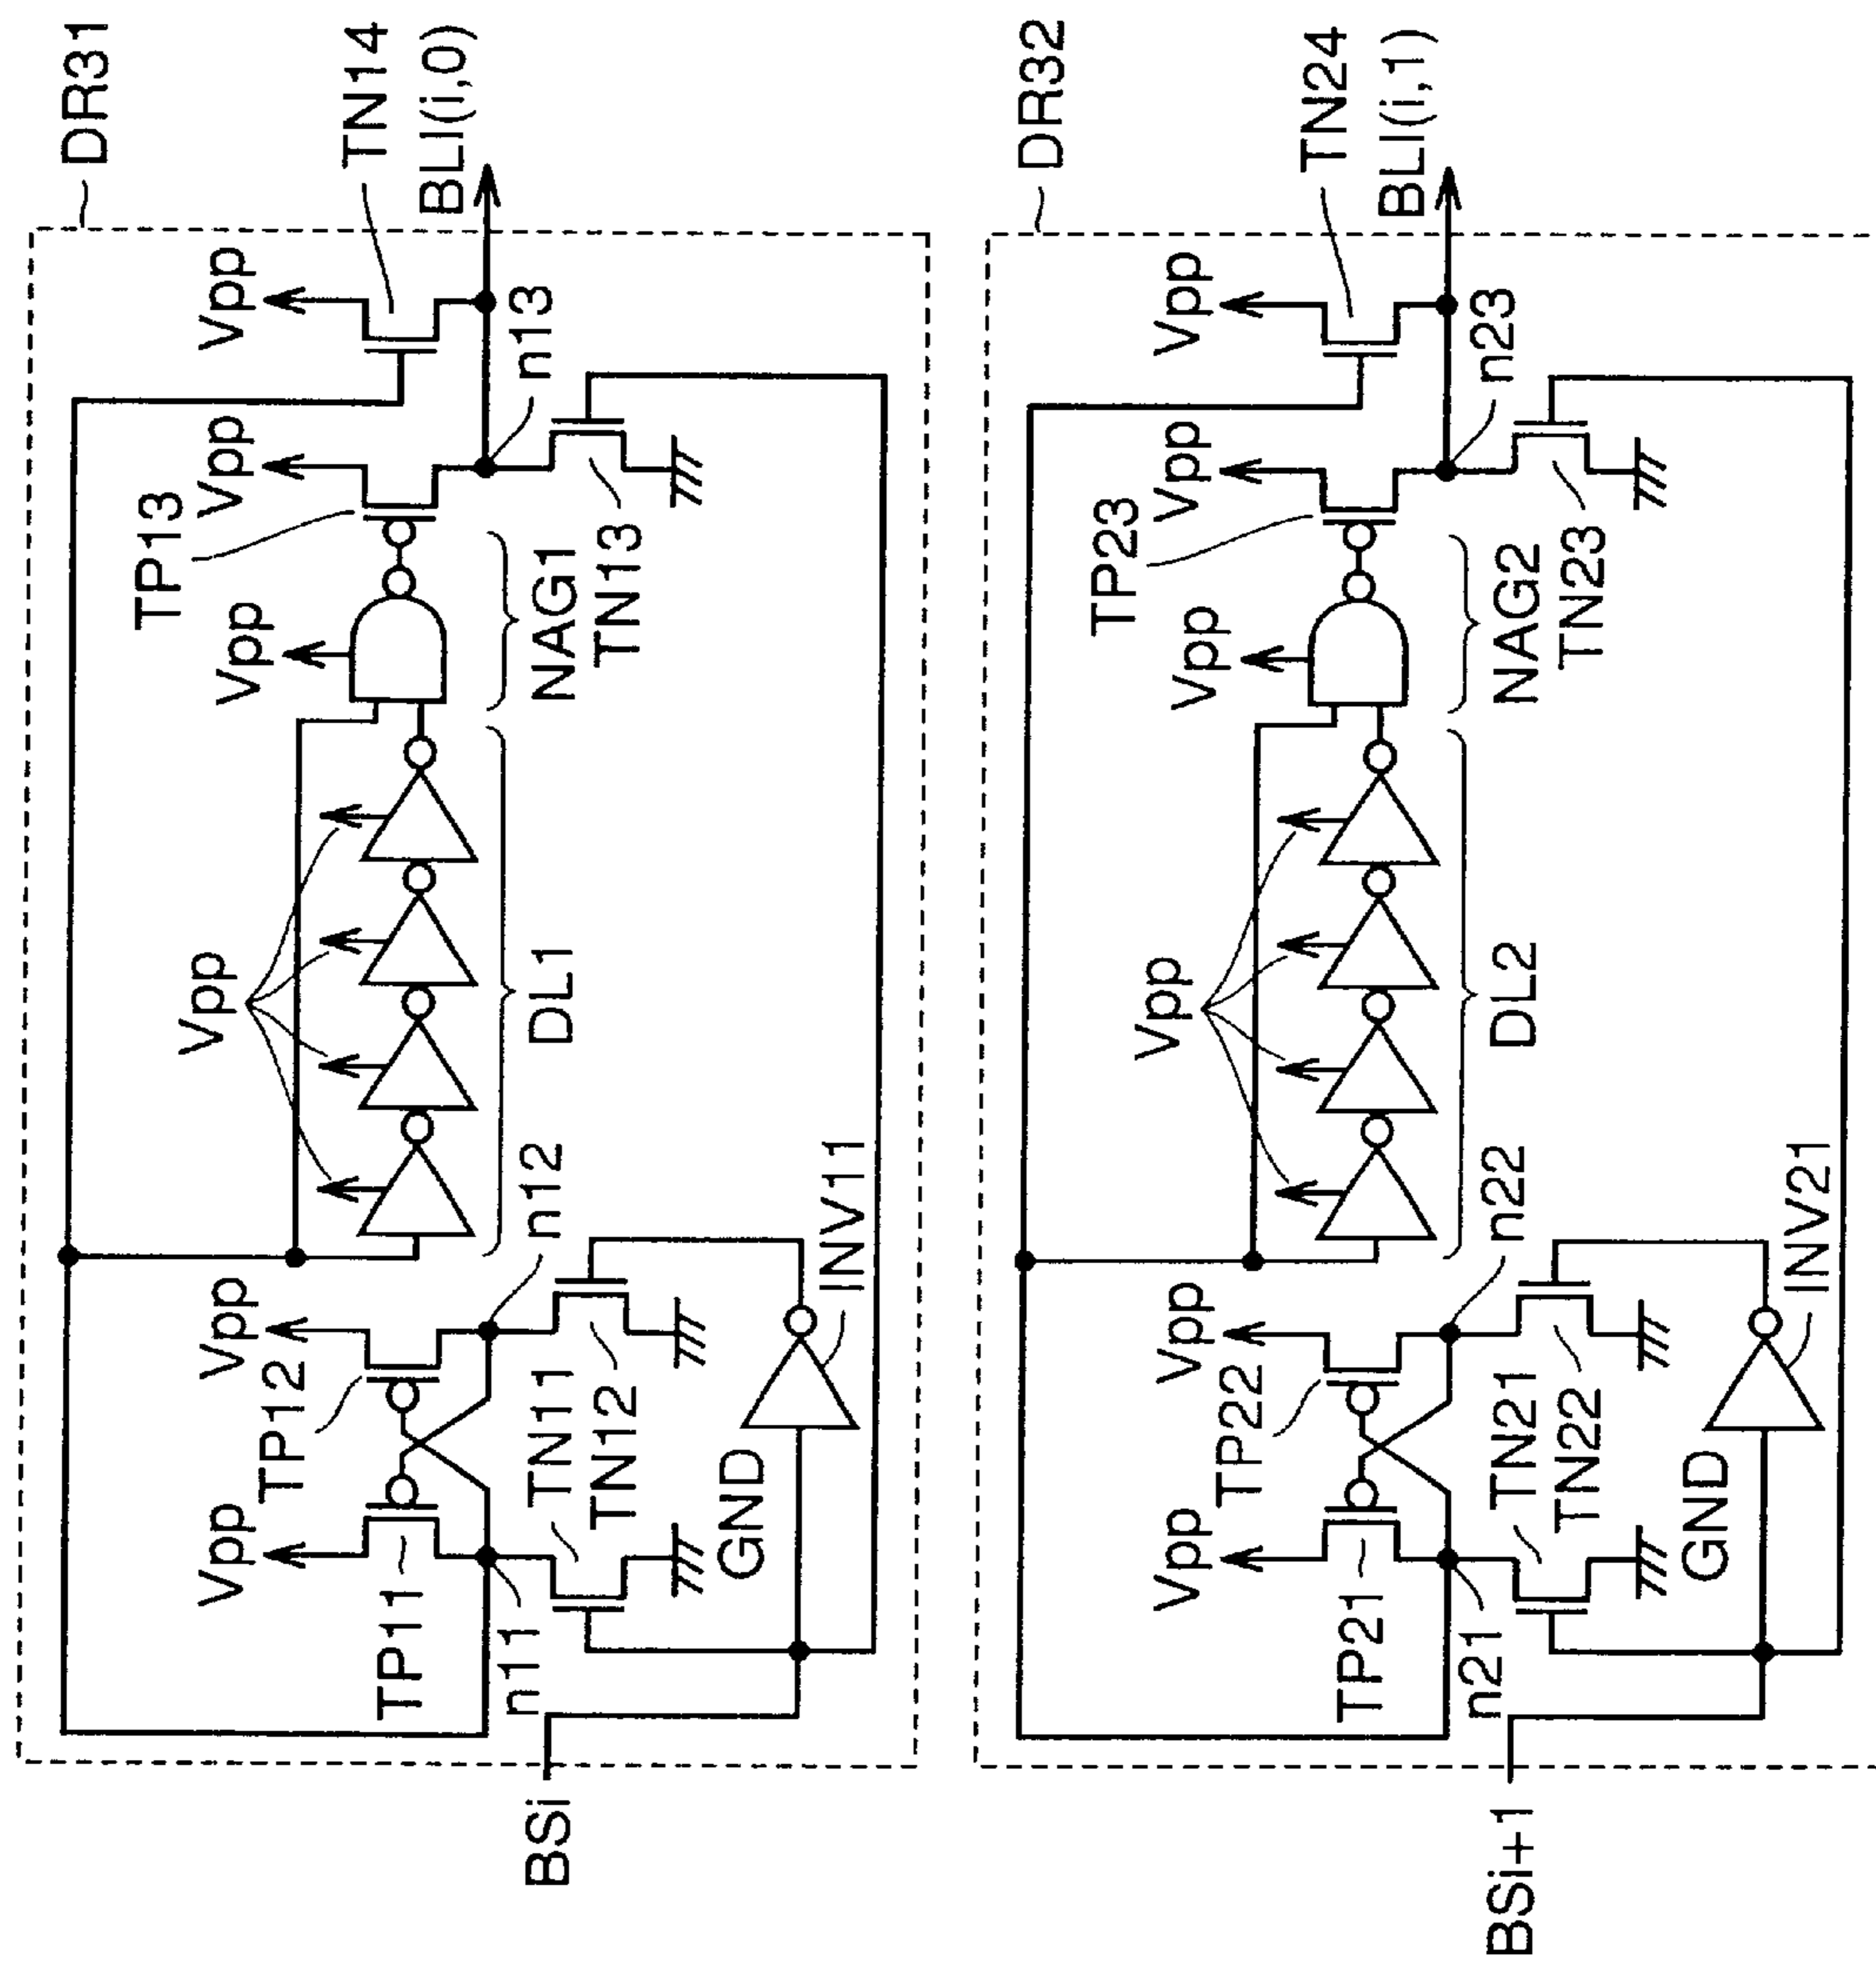 DR31
TN14
BLI(i,0)
Vpp
Vpp
n13
TP13
Vpp
NAG1
TN13
Vpp
DL1
n12
INV11
Vpp
TP12
TN11
TN12
Vpp
TP11
GND
n11
BSi
DR32
TN24
BLI(i,1)
Vpp
Vpp
n23
TP23
Vpp
NAG2
TN23
Vpp
DL2
n22
INV21
Vpp
TP22
TN21
TN22
Vpp
TP21
GND
n21
BSi+1